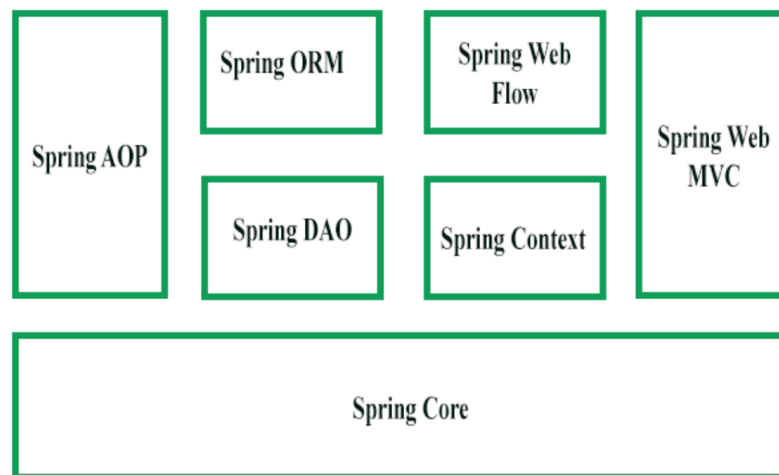 Spring AOP
Spring ORM
Spring Web
Flow
Spring Web
MVC
Spring DAO
Spring Context
Spring Core